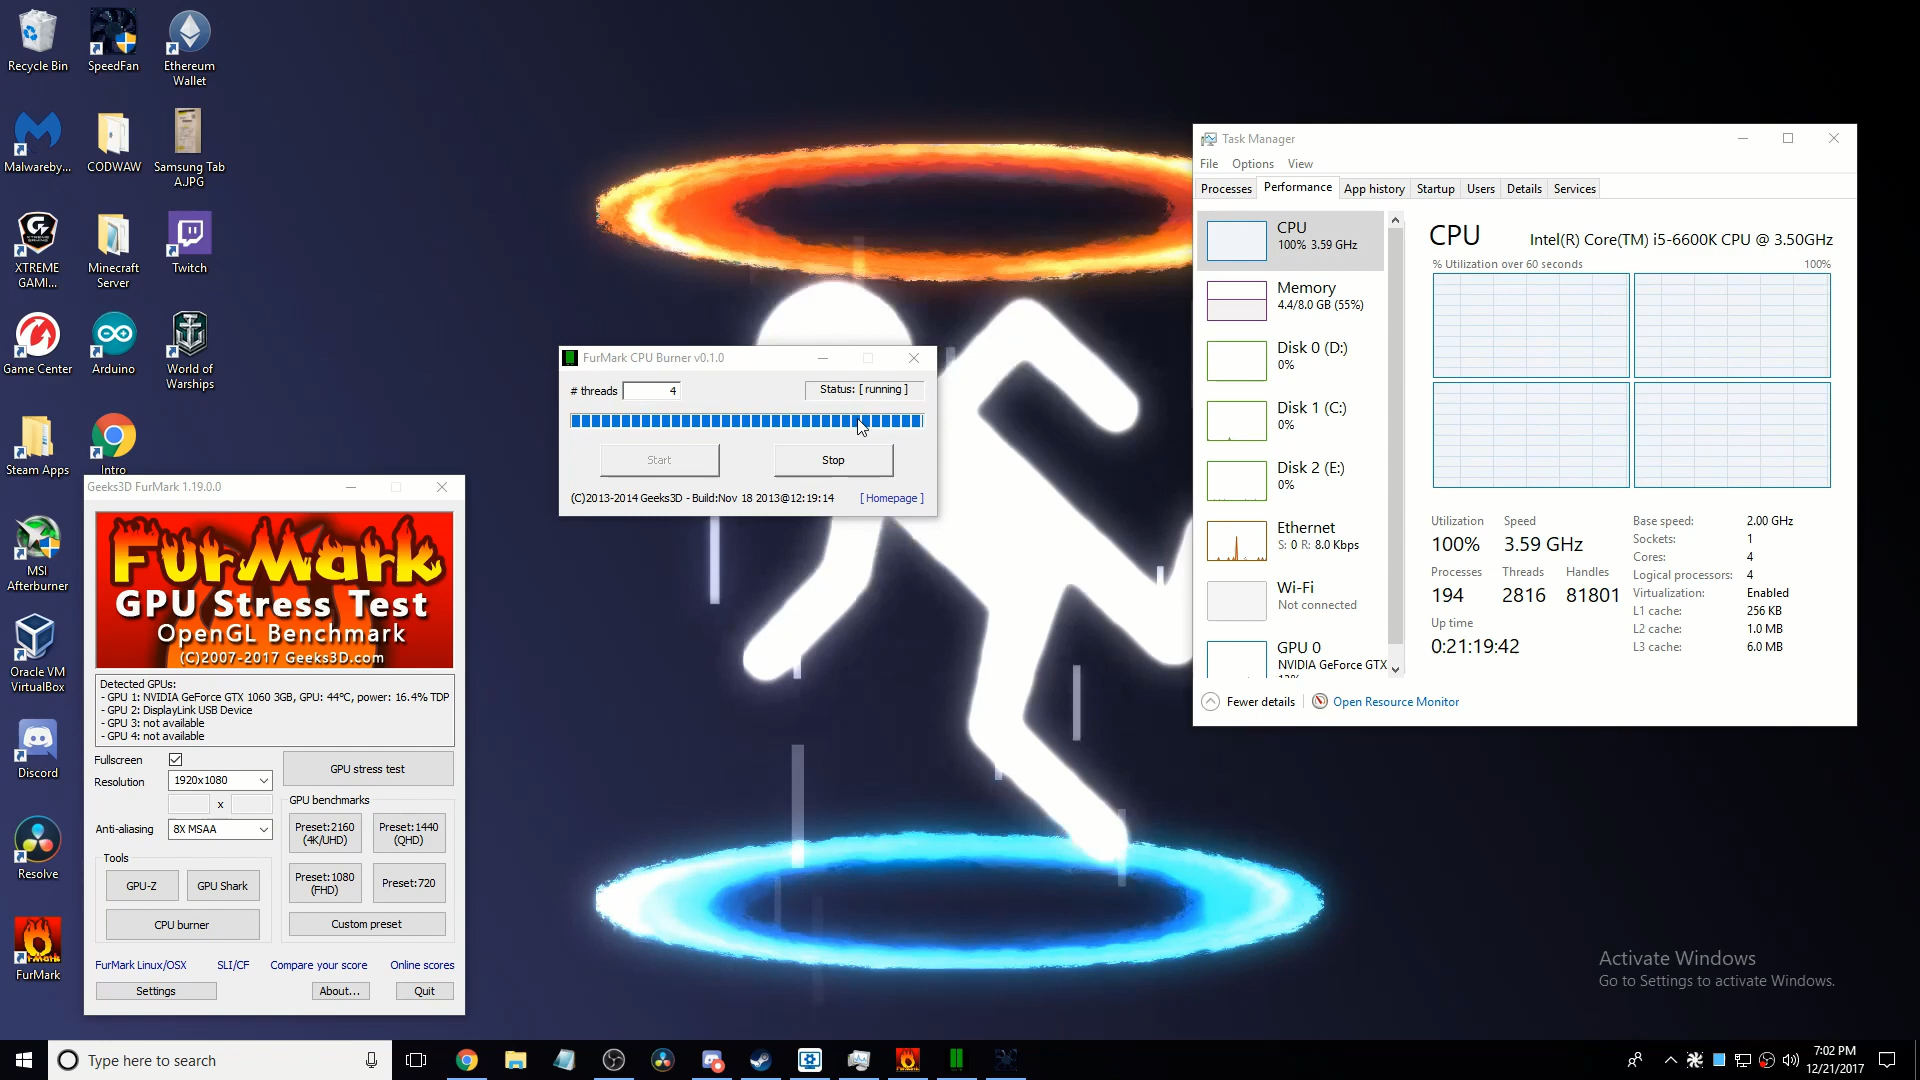 Recycle Bin
SpeedFan
Ethereum
Wallet
Malwareby...
CODWAW
Samsung Tab
A.JPG
XTREME
GAMI...
Minecraft
Server
Twitch
Game Center
Arduino
World of
Warships
Steam Apps
Intro
MSI
Afterburner
Oracle VM
VirtualBox
Discord
Resolve
FurMark
Geeks3D FurMark 1.19.0.0
FurMark
GPU Stress Test
OpenGL Benchmark
(C)2007-2017 Geeks3D.com
Detected GPUs:
- GPU 1: NVIDIA GeForce GTX 1060 3GB, GPU: 44°C, power: 16.4% TDP
- GPU 2: DisplayLink USB Device
- GPU 3: not available
- GPU 4: not available
Fullscreen
Resolution
1920x1080
x
Anti-aliasing
8X MSAA
GPU stress test
GPU benchmarks
Preset:2160
(4K/UHD)
Preset:1440
(QHD)
Preset:1080
(FHD)
Preset:720
Custom preset
Tools
GPU-Z
GPU Shark
CPU burner
FurMark Linux/OSX
SLI/CF
Compare your score
Online scores
Settings
About...
Quit
FurMark CPU Burner v0.1.0
# threads
4
Status: [ running ]
Start
Stop
(C)2013-2014 Geeks3D - Build:Nov 18 2013@12:19:14
[ Homepage ]
Task Manager
File Options View
Processes Performance App history Startup Users Details Services
CPU
100% 3.59 GHz
Memory
4.4/8.0 GB (55%)
Disk 0 (D:)
0%
Disk 1 (C:)
0%
Disk 2 (E:)
0%
Ethernet
S: 0 R: 8.0 Kbps
Wi-Fi
Not connected
GPU 0
NVIDIA GeForce GTX
CPU
Intel(R) Core(TM) i5-6600K CPU @ 3.50GHz
% Utilization over 60 seconds
100%
Utilization
Speed
100%
3.59 GHz
Processes
Threads
Handles
194
2816
81801
Up time
0:21:19:42
Base speed: 2.00 GHz
Sockets: 1
Cores: 4
Logical processors: 4
Virtualization: Enabled
L1 cache: 256 KB
L2 cache: 1.0 MB
L3 cache: 6.0 MB
Fewer details
Open Resource Monitor
Activate Windows
Go to Settings to activate Windows.
Type here to search
7:02 PM
12/21/2017